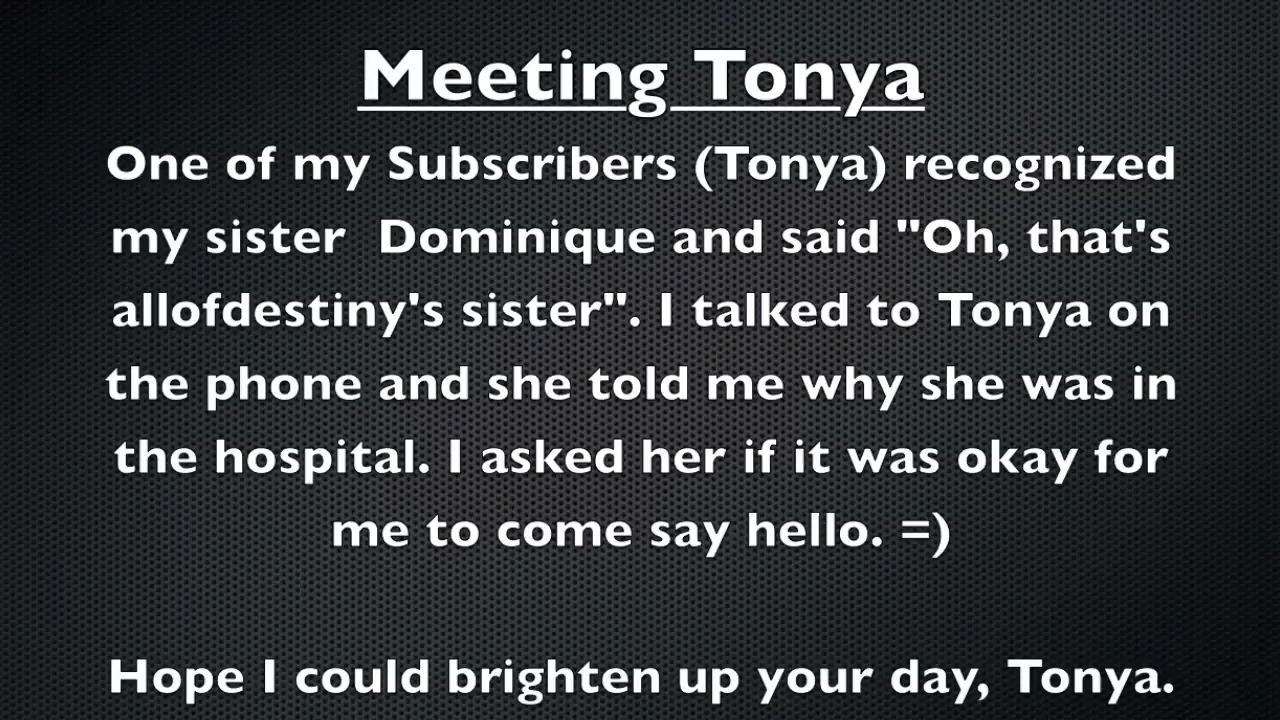 Meeting Tonya
One of my Subscribers (Tonya) recognized
my sister  Dominique and said "Oh, that's
allofdestiny's sister". I talked to Tonya on
the phone and she told me why she was in
the hospital. I asked her if it was okay for
me to come say hello. =)
Hope I could brighten up your day, Tonya.